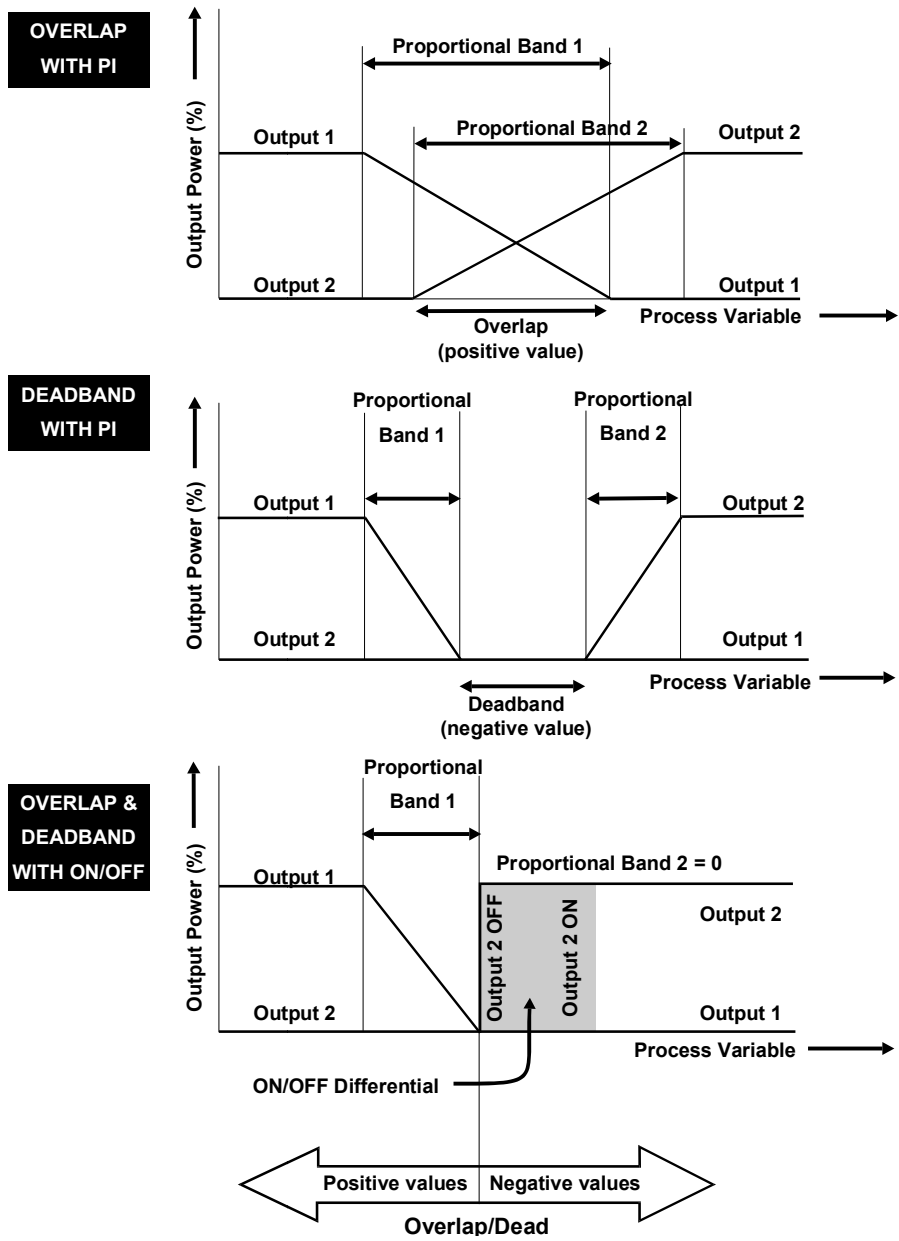 OVERLAP
WITH PI
Output Power (%)
Proportional Band 1
Proportional Band 2
Output 1
Output 2
Output 2
Output 1
Process Variable
Overlap
(positive value)
DEADBAND
WITH PI
Output Power (%)
Proportional
Band 1
Proportional
Band 2
Output 1
Output 2
Output 2
Output 1
Process Variable
Deadband
(negative value)
OVERLAP &
DEADBAND
WITH ON/OFF
Output Power (%)
Proportional
Band 1
Proportional Band 2 = 0
Output 1
Output 2 OFF
Output 2 ON
Output 2
Output 2
Output 1
Process Variable
ON/OFF Differential
Positive values
Negative values
Overlap/Dead